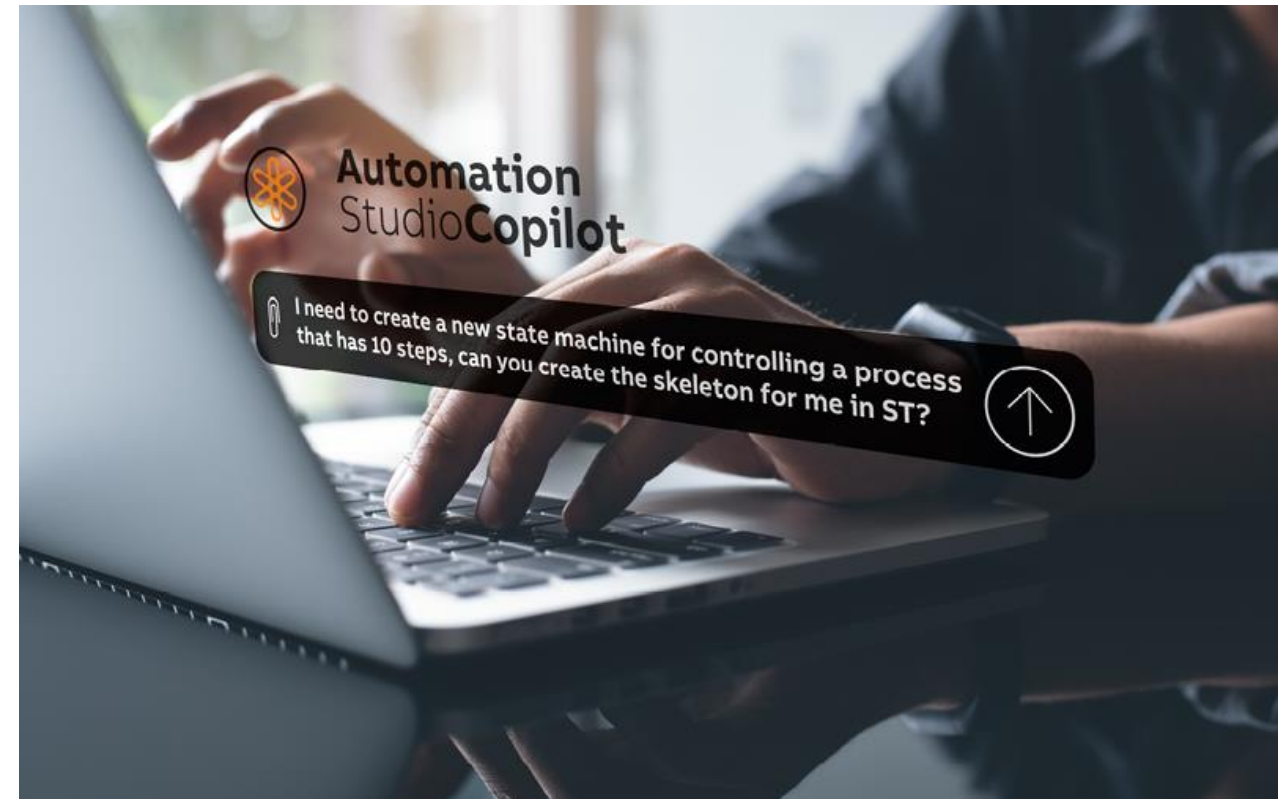 Automation
StudioCopilot
I need to create a new state machine for controlling a process
that has 10 steps, can you create the skeleton for me in ST?